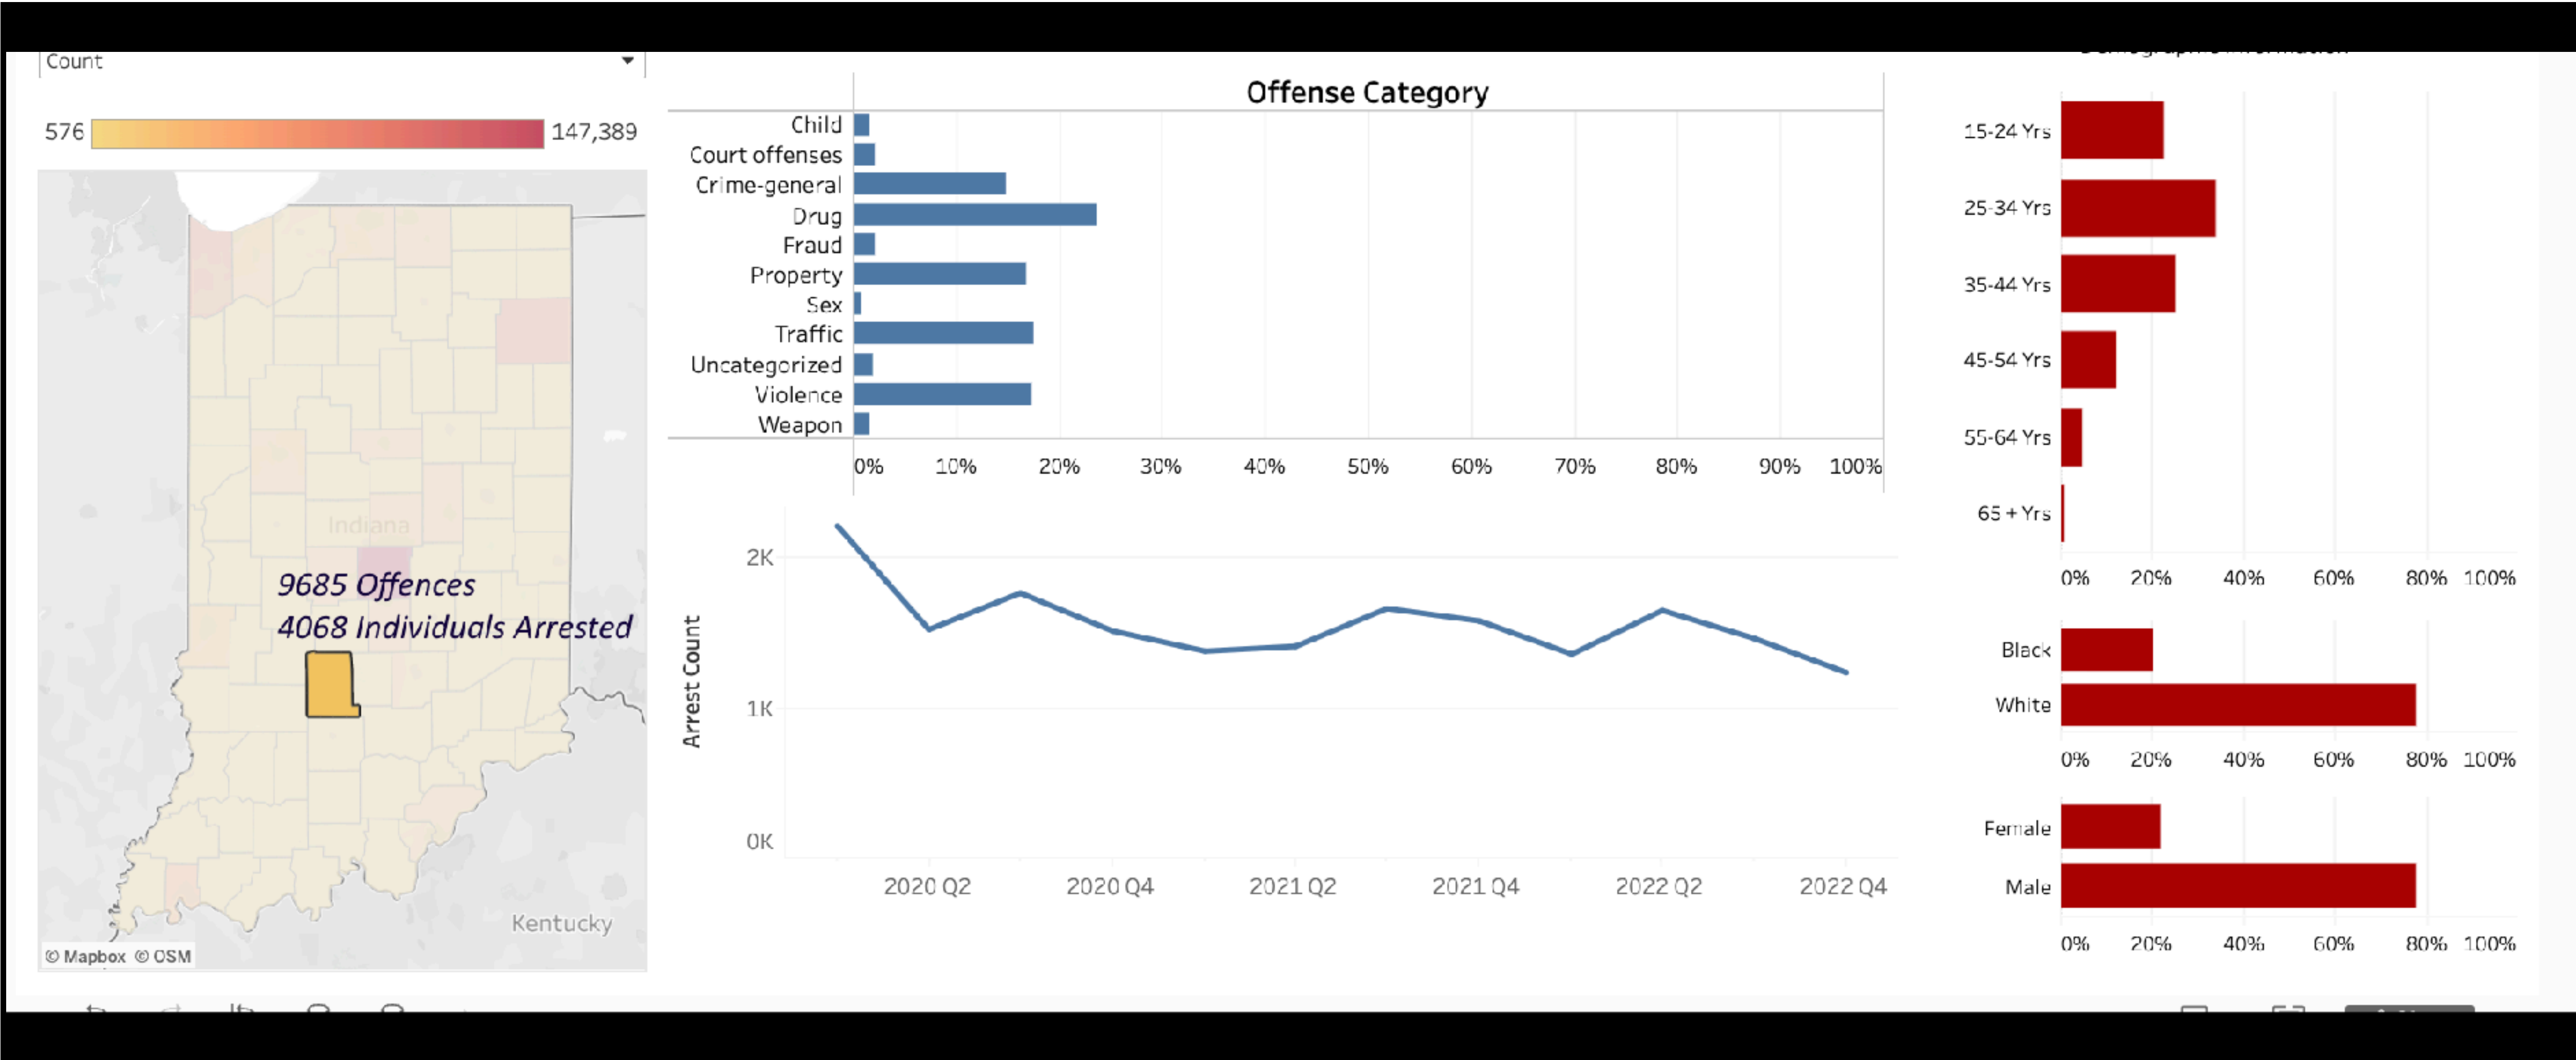 Count
576 147,389
Indiana
9685 Offences
4068 Individuals Arrested
Kentucky
© Mapbox © OSM
Offense Category
Child
Court offenses
Crime-general
Drug
Fraud
Property
Sex
Traffic
Uncategorized
Violence
Weapon
0% 10% 20% 30% 40% 50% 60% 70% 80% 90% 100%
Arrest Count
2K
1K
0K
2020 Q2 2020 Q4 2021 Q2 2021 Q4 2022 Q2 2022 Q4
15-24 Yrs
25-34 Yrs
35-44 Yrs
45-54 Yrs
55-64 Yrs
65 + Yrs
0% 20% 40% 60% 80% 100%
Black
White
0% 20% 40% 60% 80% 100%
Female
Male
0% 20% 40% 60% 80% 100%